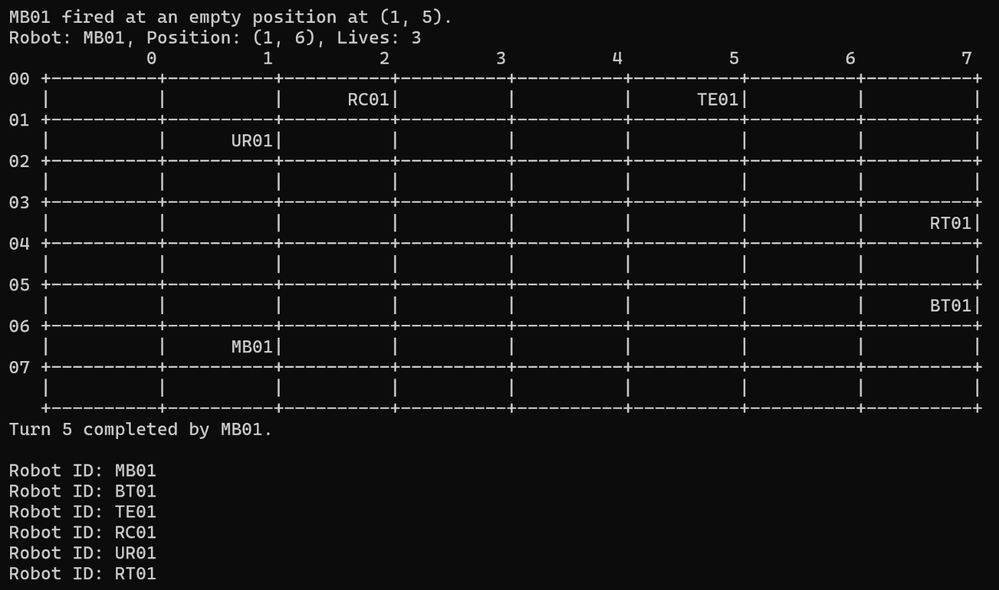 MB01 fired at an empty position at (1, 5).
Robot: MB01, Position: (1, 6), Lives: 3
             0          1          2          3          4          5          6          7
00 +----------+----------+----------+----------+----------+----------+----------+----------+
   |          |          |      RC01|          |          |      TE01|          |          |
01 +----------+----------+----------+----------+----------+----------+----------+----------+
   |          |      UR01|          |          |          |          |          |          |
02 +----------+----------+----------+----------+----------+----------+----------+----------+
   |          |          |          |          |          |          |          |          |
03 +----------+----------+----------+----------+----------+----------+----------+----------+
   |          |          |          |          |          |          |          |      RT01|
04 +----------+----------+----------+----------+----------+----------+----------+----------+
   |          |          |          |          |          |          |          |          |
05 +----------+----------+----------+----------+----------+----------+----------+----------+
   |          |          |          |          |          |          |          |      BT01|
06 +----------+----------+----------+----------+----------+----------+----------+----------+
   |          |      MB01|          |          |          |          |          |          |
07 +----------+----------+----------+----------+----------+----------+----------+----------+
   |          |          |          |          |          |          |          |          |
   +----------+----------+----------+----------+----------+----------+----------+----------+
Turn 5 completed by MB01.

Robot ID: MB01
Robot ID: BT01
Robot ID: TE01
Robot ID: RC01
Robot ID: UR01
Robot ID: RT01